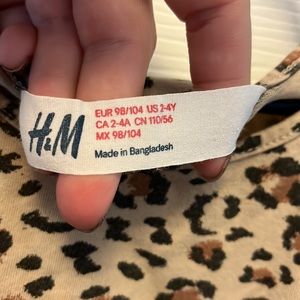 H&M
EUR 98/104 US 2-4Y
CA 2-4A CN 110/56
MX 98/104
Made in Bangladesh